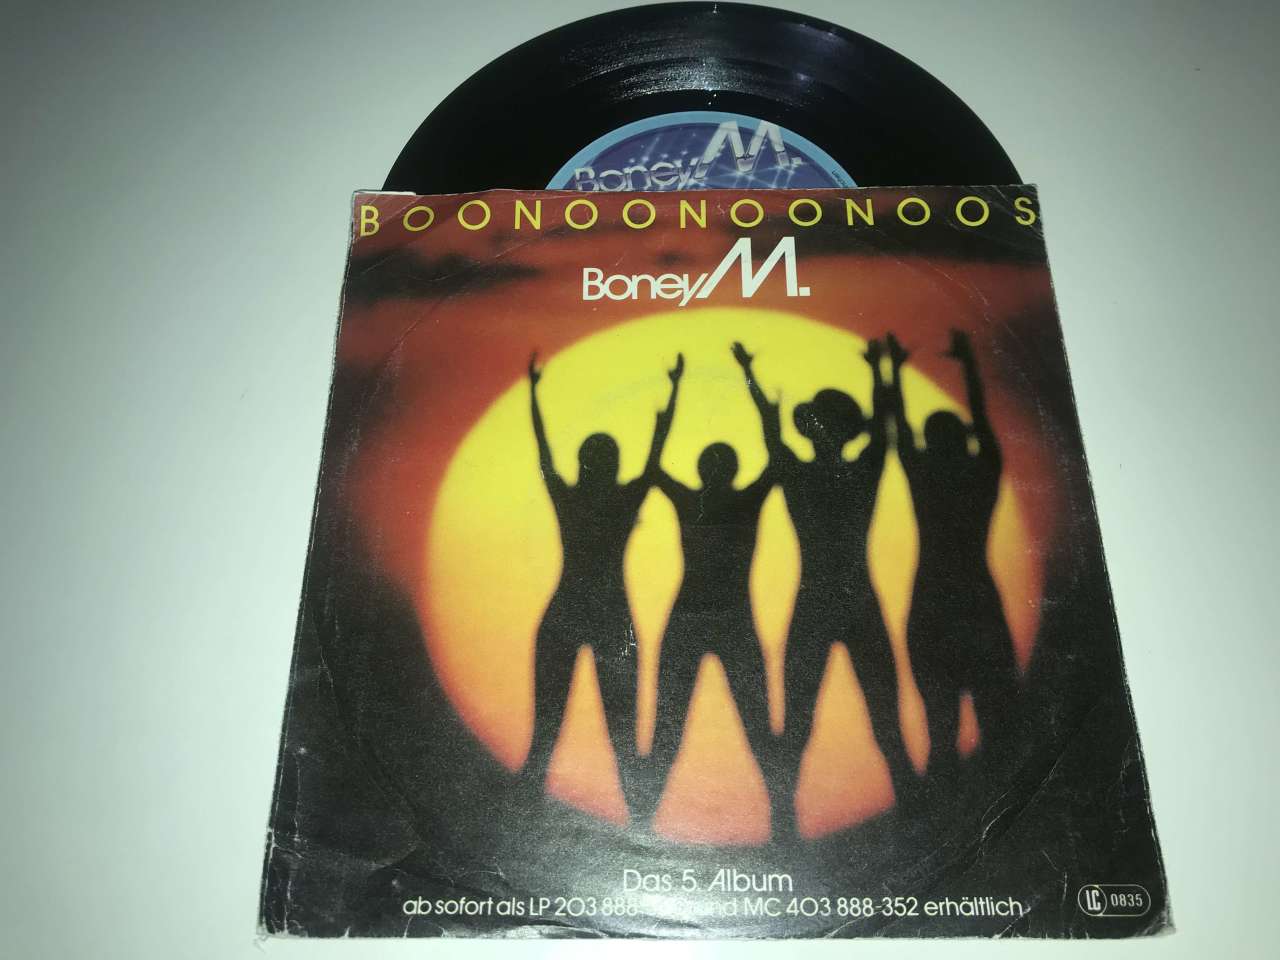 Boney M.
BOONOONOONOOS
Boney M.
Das 5. Album
ab sofort als LP 203 888 und MC 403 888-352 erhältlich
LC 0835